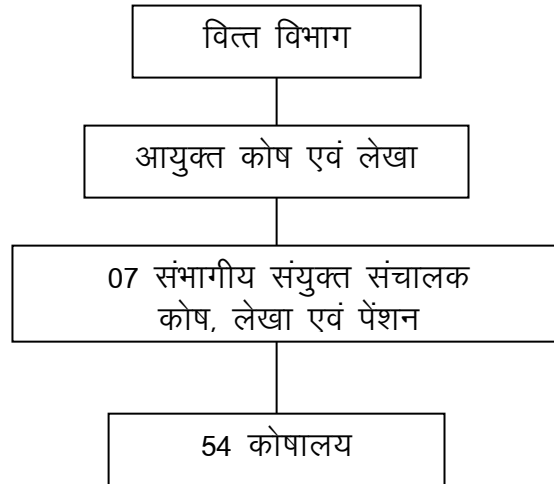 वित्त विभाग
आयुक्त कोष एवं लेखा
07 संभागीय संयुक्त संचालक
कोष, लेखा एवं पेंशन
54 कोषालय